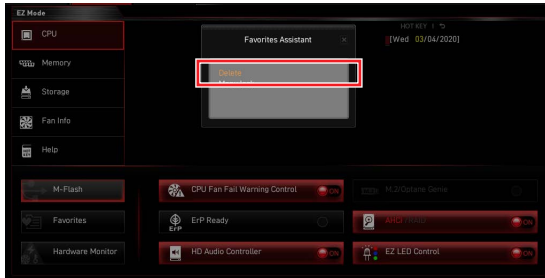 EZ Mode
HOT KEY |
CPU
Favorites Assistant
[Wed 03/04/2020]
Memory
Delete
Storage
Fan Info
Help
M-Flash
CPU Fan Fail Warning Control
ON
M.2/Optane Genie
Favorites
ErP
ErP Ready
AHCI / RAID
ON
Hardware Monitor
HD Audio Controller
ON
EZ LED Control
ON